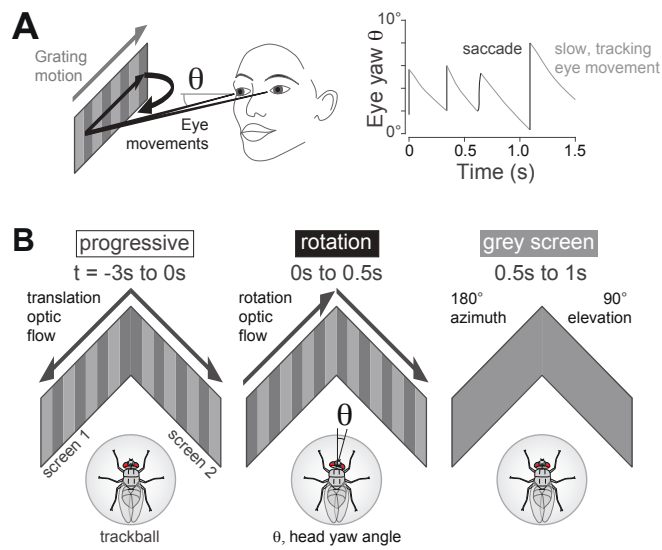 A
Grating
motion
θ
Eye
movements
Eye yaw θ
10°
0°
saccade
slow, tracking
eye movement
0
0.5
1.0
1.5
Time (s)
B
progressive
t = -3s to 0s
translation
optic
flow
screen 1
screen 2
trackball
rotation
0s to 0.5s
rotation
optic
flow
θ
θ, head yaw angle
grey screen
0.5s to 1s
180°
azimuth
90°
elevation